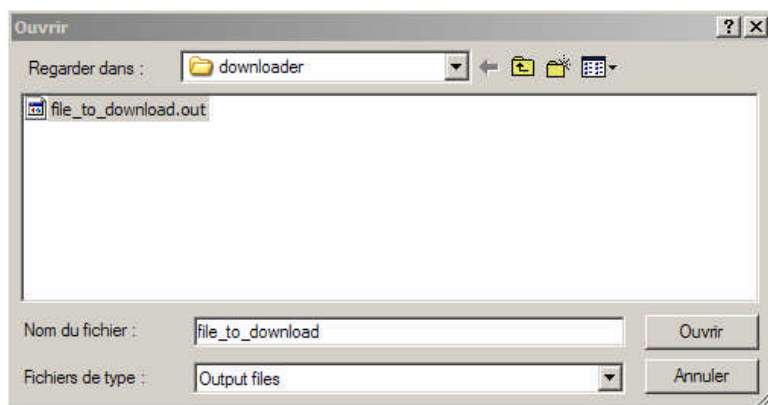 Ouvrir
Regarder dans : downloader
file_to_download.out
Nom du fichier : file_to_download Ouvrir
Fichiers de type : Output files Annuler